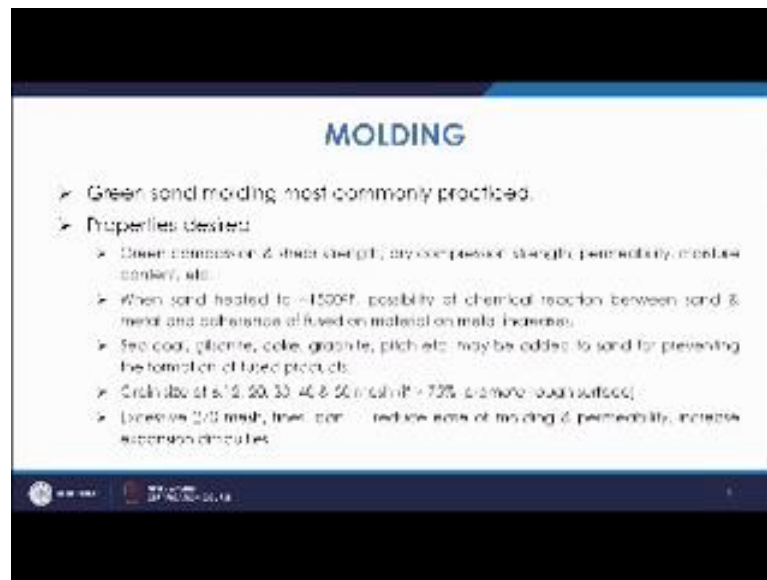 MOLDING
➢ Green sand molding most commonly practiced.
➢ Properties desired
➢ Green compression & shear strength, dry compression strength, permeability, moisture
content, etc.
➢ When sand heated to ~1500°F, possibility of chemical reaction between sand &
metal and adherence of fused on material on metal increases
➢ Sea coal, gilsonite, coke, graphite, pitch etc. may be added to sand for preventing
the formation of fused products
➢ Grain size of 6, 12, 20, 30, 40 & 50 mesh if > 70%, promote rough surface
➢ Excessive 270 mesh, fines, pan reduce ease of molding & permeability, increase
expansion difficulties